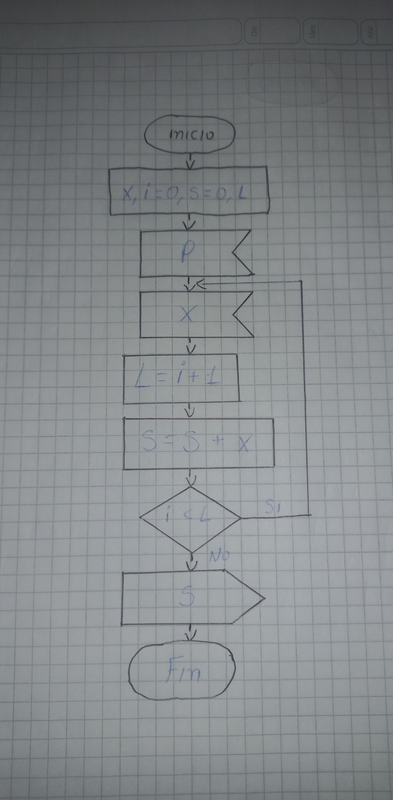 inicio
X, i=0, S=0, L
P
X
L = i+1
S = S + X
i < L
Si
No
S
Fin